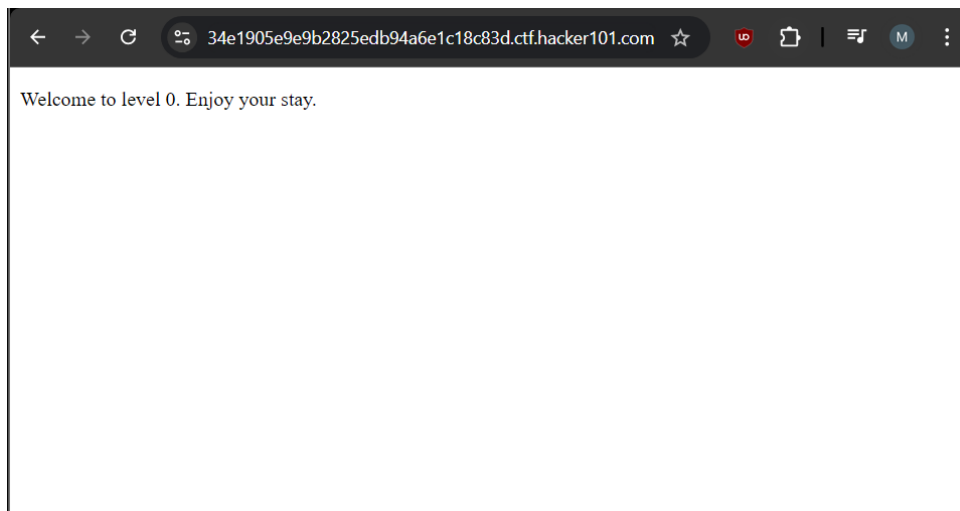 34e1905e9e9b2825edb94a6e1c18c83d.ctf.hacker101.com
M
Welcome to level 0. Enjoy your stay.